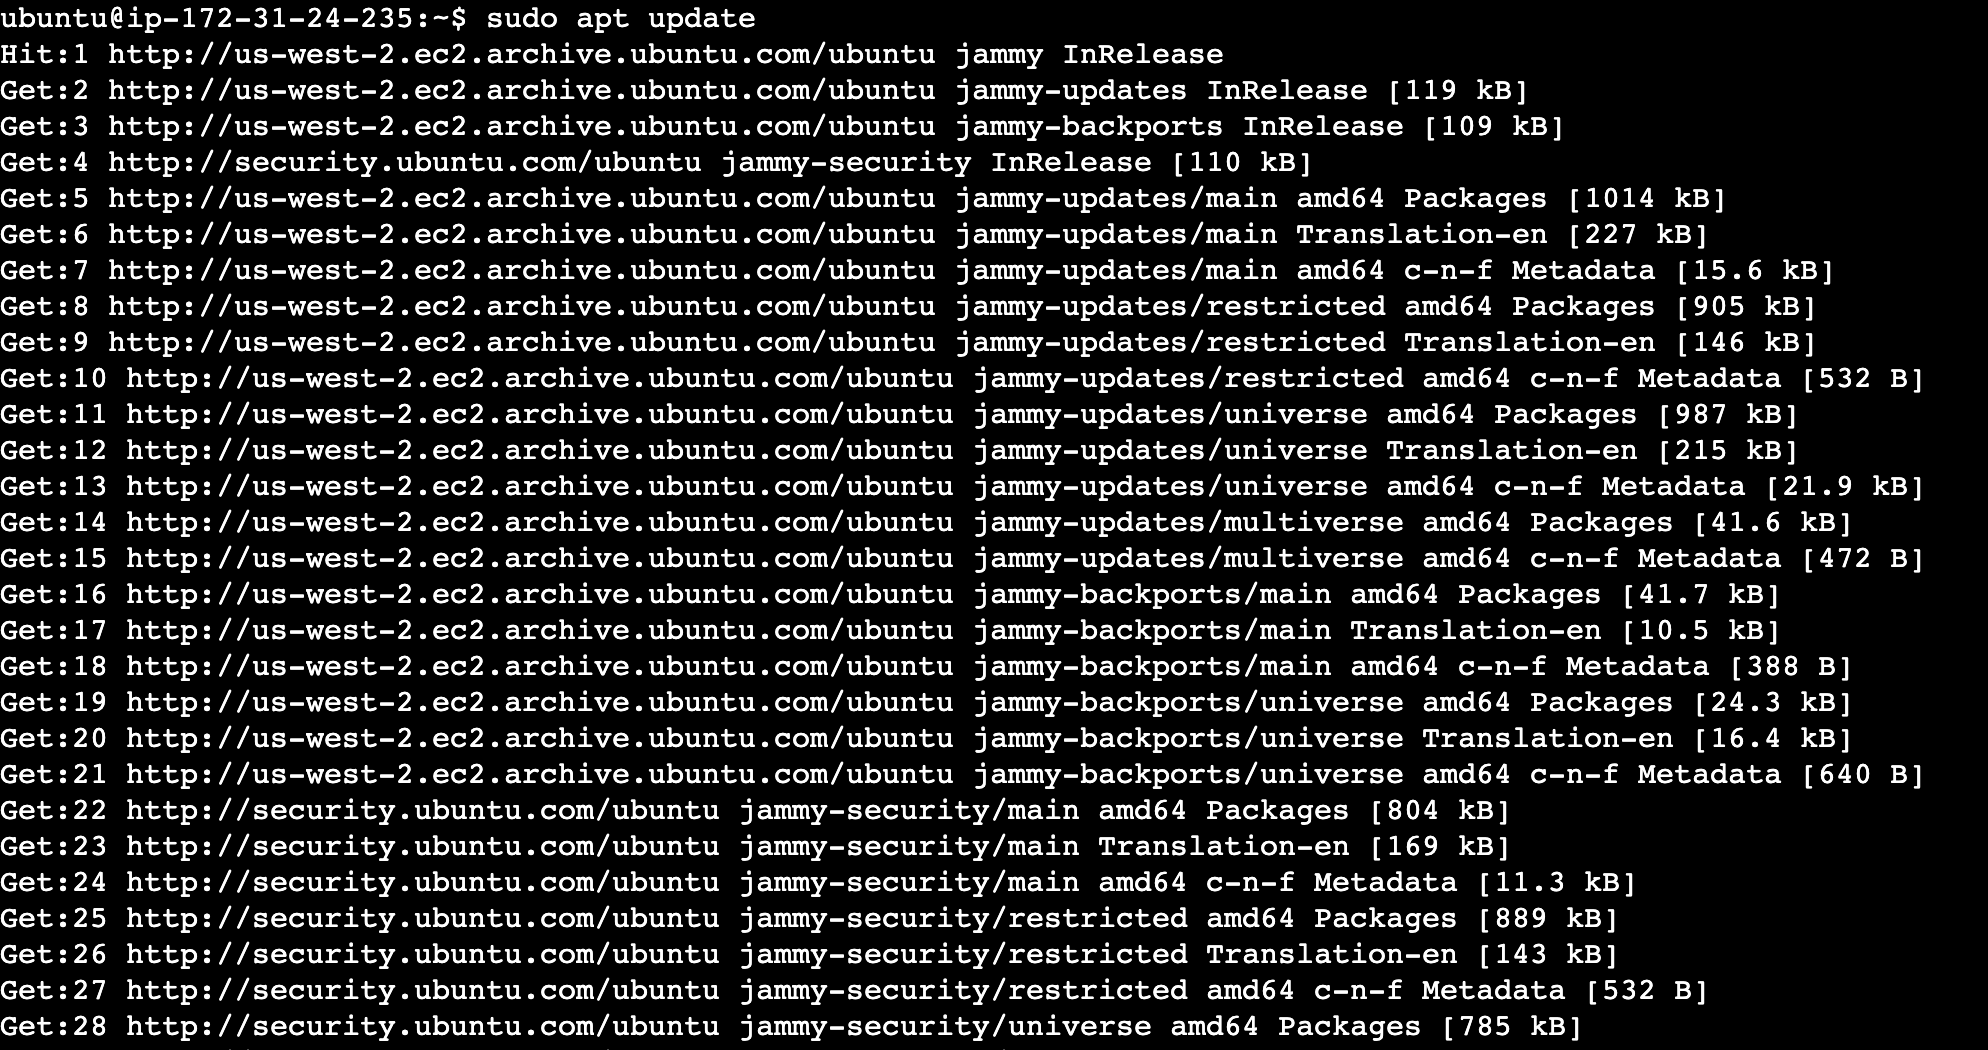 ubuntu@ip-172-31-24-235:~$ sudo apt update
Hit:1 http://us-west-2.ec2.archive.ubuntu.com/ubuntu jammy InRelease
Get:2 http://us-west-2.ec2.archive.ubuntu.com/ubuntu jammy-updates InRelease [119 kB]
Get:3 http://us-west-2.ec2.archive.ubuntu.com/ubuntu jammy-backports InRelease [109 kB]
Get:4 http://security.ubuntu.com/ubuntu jammy-security InRelease [110 kB]
Get:5 http://us-west-2.ec2.archive.ubuntu.com/ubuntu jammy-updates/main amd64 Packages [1014 kB]
Get:6 http://us-west-2.ec2.archive.ubuntu.com/ubuntu jammy-updates/main Translation-en [227 kB]
Get:7 http://us-west-2.ec2.archive.ubuntu.com/ubuntu jammy-updates/main amd64 c-n-f Metadata [15.6 kB]
Get:8 http://us-west-2.ec2.archive.ubuntu.com/ubuntu jammy-updates/restricted amd64 Packages [905 kB]
Get:9 http://us-west-2.ec2.archive.ubuntu.com/ubuntu jammy-updates/restricted Translation-en [146 kB]
Get:10 http://us-west-2.ec2.archive.ubuntu.com/ubuntu jammy-updates/restricted amd64 c-n-f Metadata [532 B]
Get:11 http://us-west-2.ec2.archive.ubuntu.com/ubuntu jammy-updates/universe amd64 Packages [987 kB]
Get:12 http://us-west-2.ec2.archive.ubuntu.com/ubuntu jammy-updates/universe Translation-en [215 kB]
Get:13 http://us-west-2.ec2.archive.ubuntu.com/ubuntu jammy-updates/universe amd64 c-n-f Metadata [21.9 kB]
Get:14 http://us-west-2.ec2.archive.ubuntu.com/ubuntu jammy-updates/multiverse amd64 Packages [41.6 kB]
Get:15 http://us-west-2.ec2.archive.ubuntu.com/ubuntu jammy-updates/multiverse amd64 c-n-f Metadata [472 B]
Get:16 http://us-west-2.ec2.archive.ubuntu.com/ubuntu jammy-backports/main amd64 Packages [41.7 kB]
Get:17 http://us-west-2.ec2.archive.ubuntu.com/ubuntu jammy-backports/main Translation-en [10.5 kB]
Get:18 http://us-west-2.ec2.archive.ubuntu.com/ubuntu jammy-backports/main amd64 c-n-f Metadata [388 B]
Get:19 http://us-west-2.ec2.archive.ubuntu.com/ubuntu jammy-backports/universe amd64 Packages [24.3 kB]
Get:20 http://us-west-2.ec2.archive.ubuntu.com/ubuntu jammy-backports/universe Translation-en [16.4 kB]
Get:21 http://us-west-2.ec2.archive.ubuntu.com/ubuntu jammy-backports/universe amd64 c-n-f Metadata [640 B]
Get:22 http://security.ubuntu.com/ubuntu jammy-security/main amd64 Packages [804 kB]
Get:23 http://security.ubuntu.com/ubuntu jammy-security/main Translation-en [169 kB]
Get:24 http://security.ubuntu.com/ubuntu jammy-security/main amd64 c-n-f Metadata [11.3 kB]
Get:25 http://security.ubuntu.com/ubuntu jammy-security/restricted amd64 Packages [889 kB]
Get:26 http://security.ubuntu.com/ubuntu jammy-security/restricted Translation-en [143 kB]
Get:27 http://security.ubuntu.com/ubuntu jammy-security/restricted amd64 c-n-f Metadata [532 B]
Get:28 http://security.ubuntu.com/ubuntu jammy-security/universe amd64 Packages [785 kB]